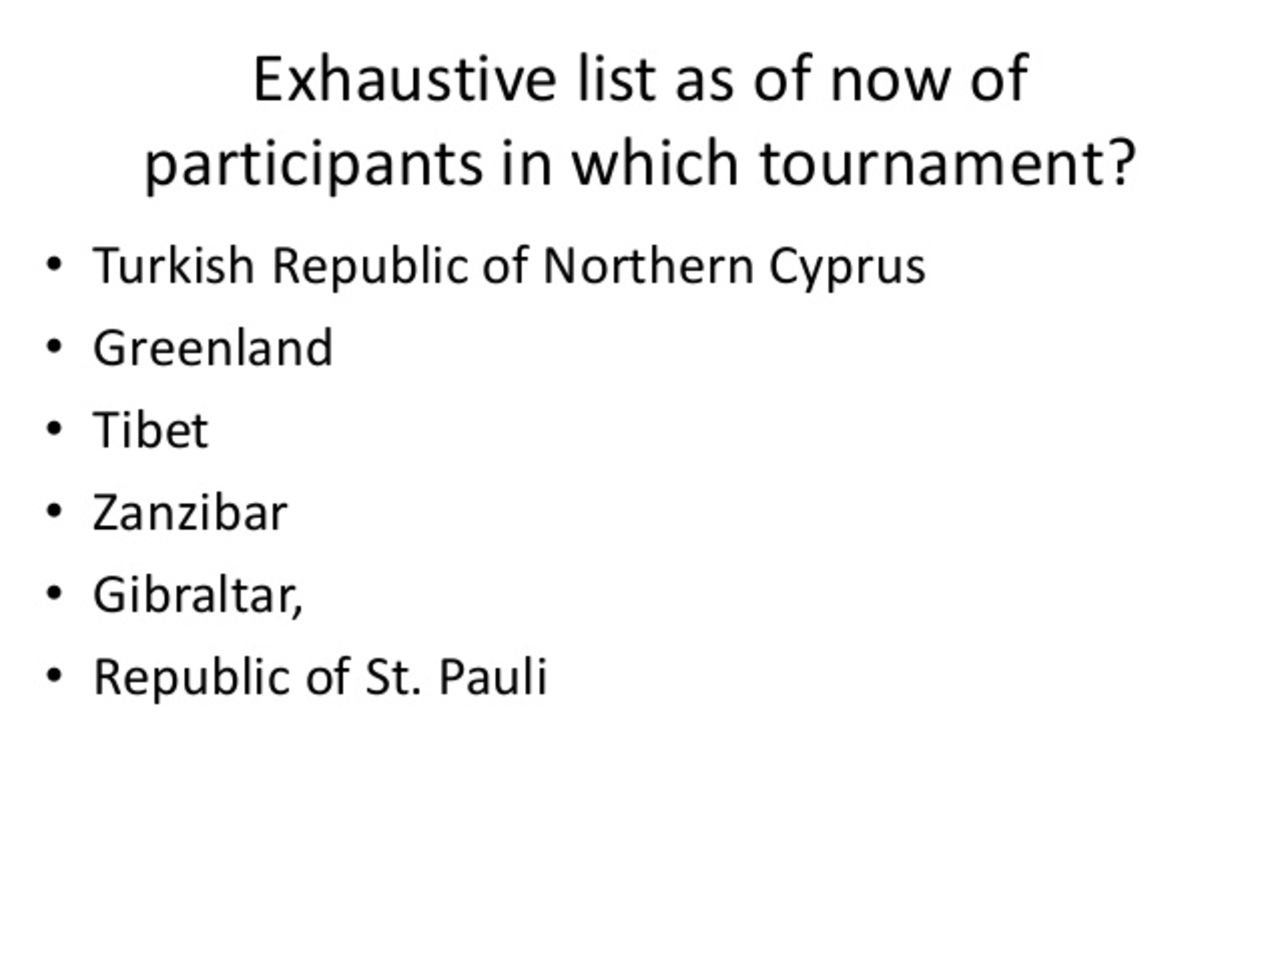 Exhaustive list as of now of
participants in which tournament?
• Turkish Republic of Northern Cyprus
• Greenland
• Tibet
• Zanzibar
• Gibraltar,
• Republic of St. Pauli